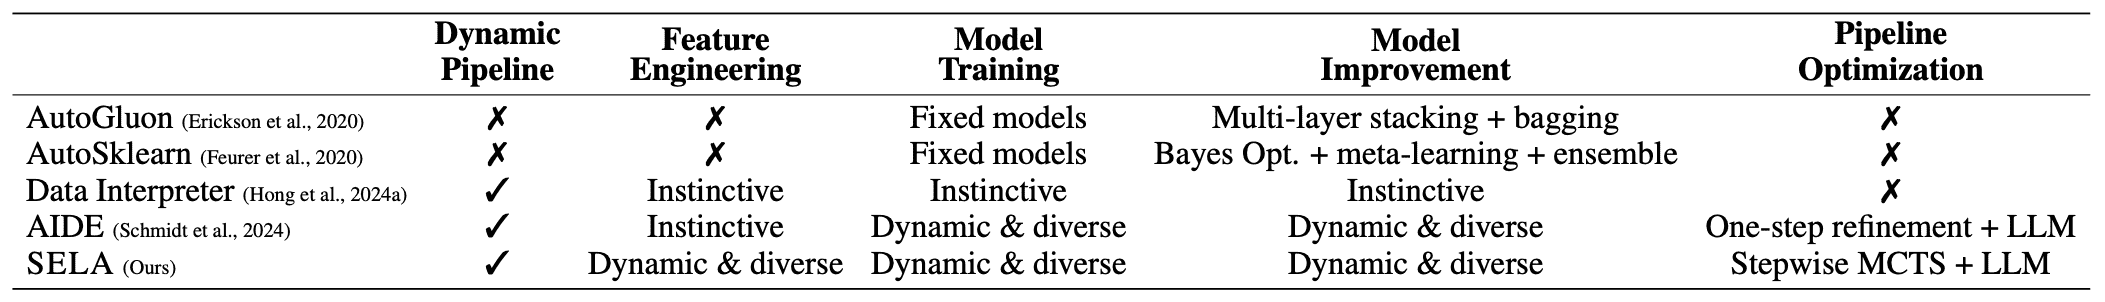 Dynamic Pipeline Feature Engineering Model Training Model Improvement Pipeline Optimization
AutoGluon (Erickson et al., 2020) ✗ ✗ Fixed models Multi-layer stacking + bagging ✗
AutoSklearn (Feurer et al., 2020) ✗ ✗ Fixed models Bayes Opt. + meta-learning + ensemble ✗
Data Interpreter (Hong et al., 2024a) ✓ Instinctive Instinctive Instinctive ✗
AIDE (Schmidt et al., 2024) ✓ Instinctive Dynamic & diverse Dynamic & diverse One-step refinement + LLM
SELA (Ours) ✓ Dynamic & diverse Dynamic & diverse Dynamic & diverse Stepwise MCTS + LLM